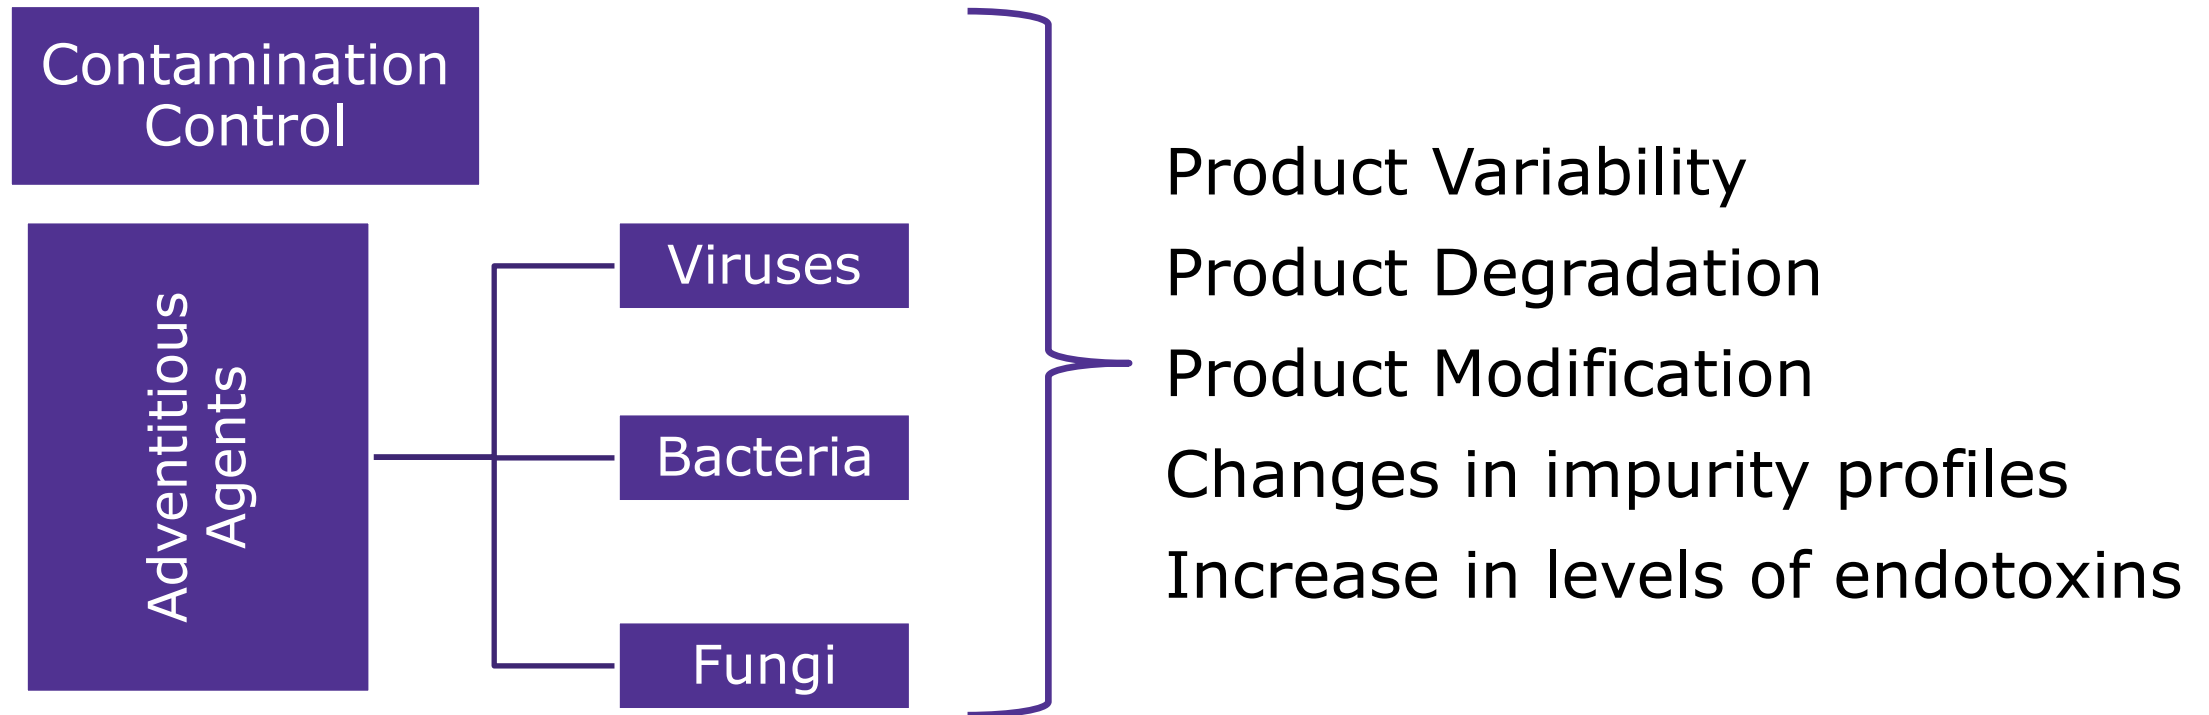 Contamination
Control
Adventitious
Agents
Viruses
Bacteria
Fungi
Product Variability
Product Degradation
Product Modification
Changes in impurity profiles
Increase in levels of endotoxins